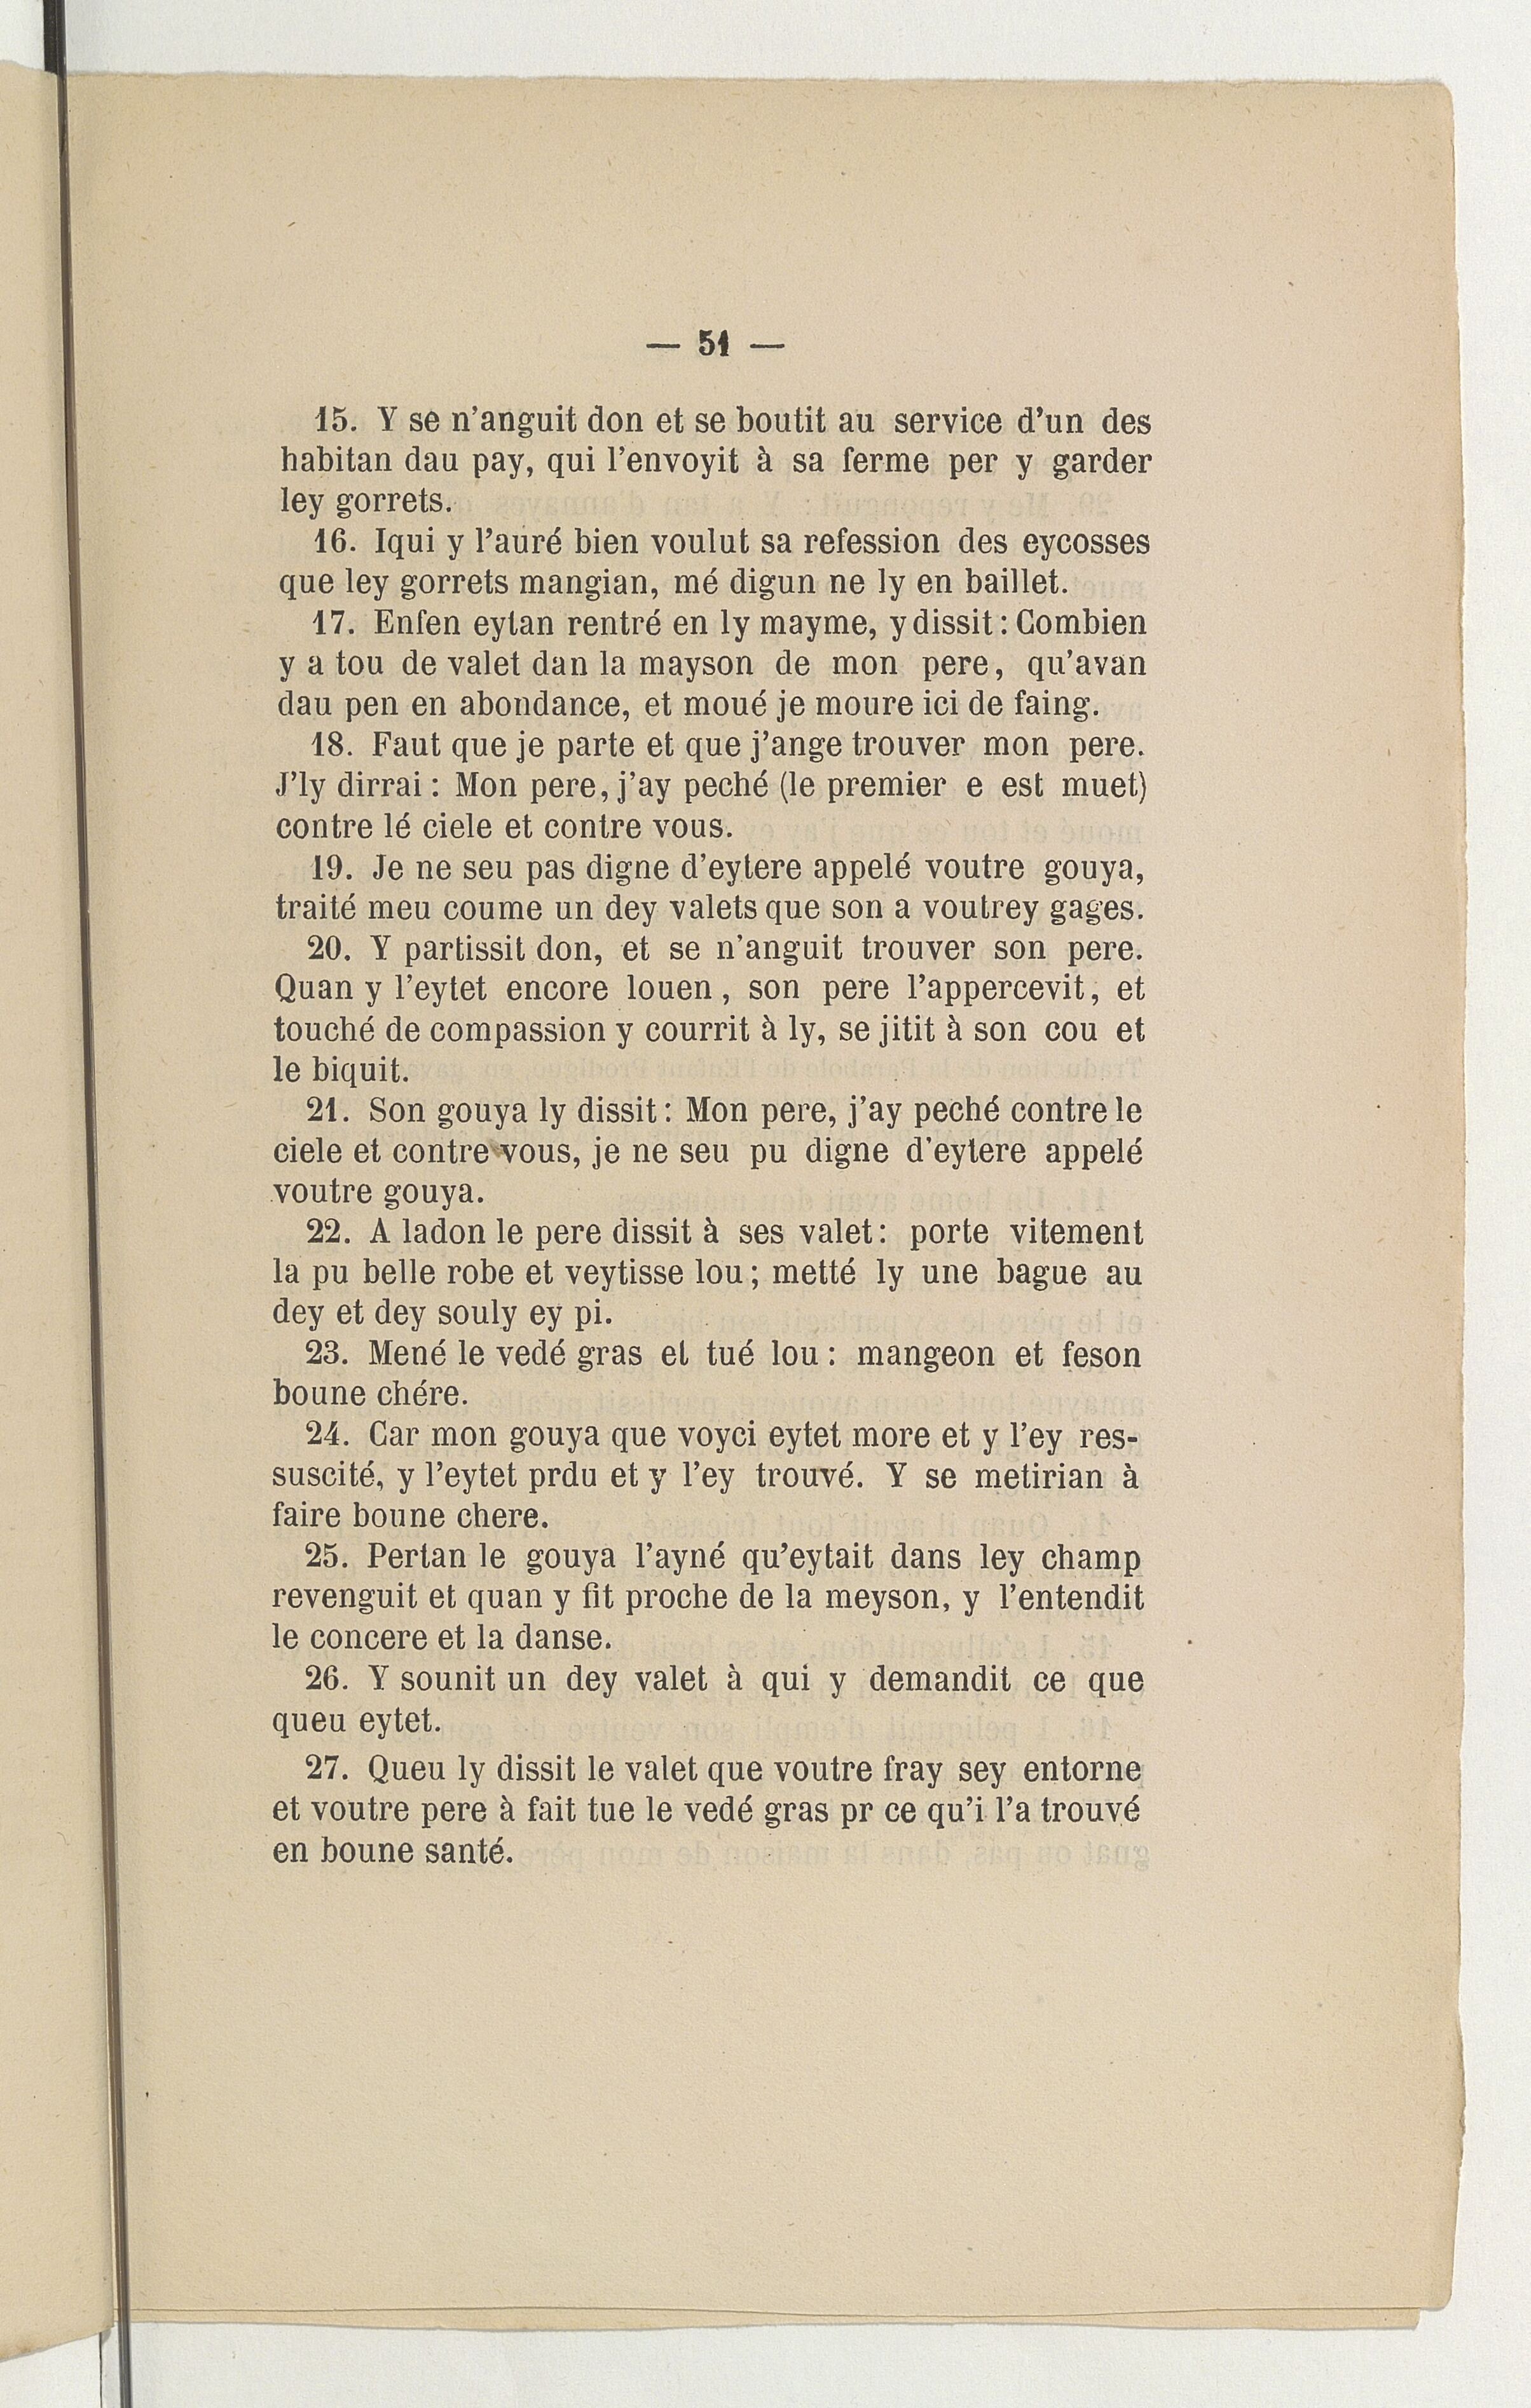 — 51 —
15. Y se n'anguit don et se boutit au service d'un des
habitan dau pay, qui l'envoyit à sa ferme per y garder
ley gorrets.
16. Iqui y l'auré bien voulut sa refession des eycosses
que ley gorrets mangian, mé digun ne ly en baillet.
17. Enfen eytan rentré en ly mayme, y dissit : Combien
y a tou de valet dan la mayson de mon pere, qu'avan
dau pen en abondance, et moué je moure ici de faing.
18. Faut que je parte et que j'ange trouver mon pere.
J'ly dirrai : Mon pere, j'ay peché (le premier e est muet)
contre lé ciele et contre vous.
19. Je ne seu pas digne d'eytere appelé voutre gouya,
traité meu coume un dey valets que son a voutrey gages.
20. Y partissit don, et se n'anguit trouver son pere.
Quan y l'eytet encore louen, son pere l'appercevit, et
touché de compassion y courrit à ly, se jitit à son cou et
le biquit.
21. Son gouya ly dissit : Mon pere, j'ay peché contre le
ciele et contre vous, je ne seu pu digne d'eytere appelé
voutre gouya.
22. A ladon le pere dissit à ses valet : porte vitement
la pu belle robe et veytisse lou ; metté ly une bague au
dey et dey souly ey pi.
23. Mené le vedé gras et tué lou : mangeon et feson
boune chére.
24. Car mon gouya que voyci eytet more et y l'ey res-
suscité, y l'eytet prdu et y l'ey trouvé. Y se metirian à
faire boune chere.
25. Pertan le gouya l'ayné qu'eytait dans ley champ
revenguit et quan y fit proche de la meyson, y l'entendit
le concere et la danse.
26. Y sounit un dey valet à qui y demandit ce que
queu eytet.
27. Queu ly dissit le valet que voutre fray sey entorne
et voutre pere à fait tue le vedé gras pr ce qu'i l'a trouvé
en boune santé.